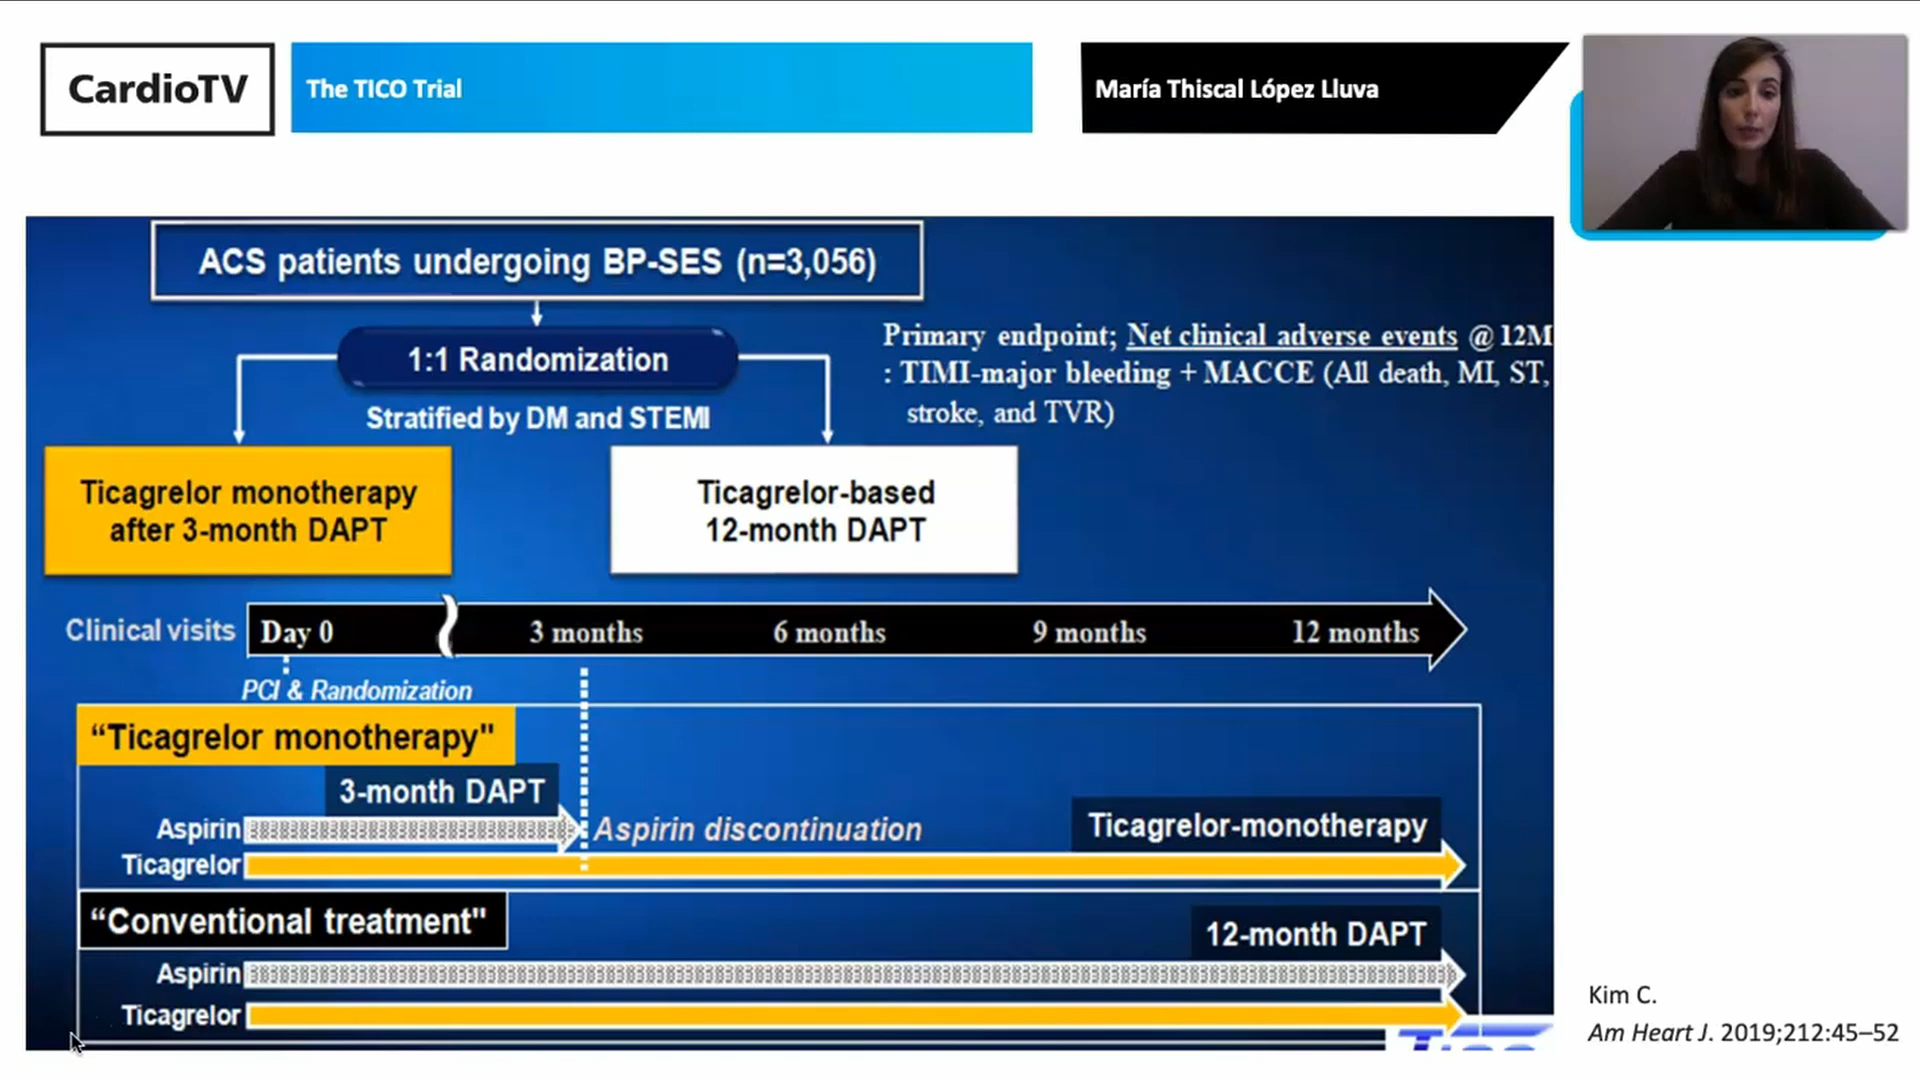 CardioTV
The TICO Trial
María Thiscal López Lluva
ACS patients undergoing BP-SES (n=3,056)
1:1 Randomization
Stratified by DM and STEMI
Primary endpoint; Net clinical adverse events @ 12M
: TIMI-major bleeding + MACCE (All death, MI, ST,
stroke, and TVR)
Ticagrelor monotherapy
after 3-month DAPT
Ticagrelor-based
12-month DAPT
Clinical visits
Day 0
3 months
6 months
9 months
12 months
PCI & Randomization
“Ticagrelor monotherapy"
3-month DAPT
Aspirin
Aspirin discontinuation
Ticagrelor-monotherapy
Ticagrelor
“Conventional treatment"
12-month DAPT
Aspirin
Ticagrelor
Kim C.
Am Heart J. 2019;212:45–52